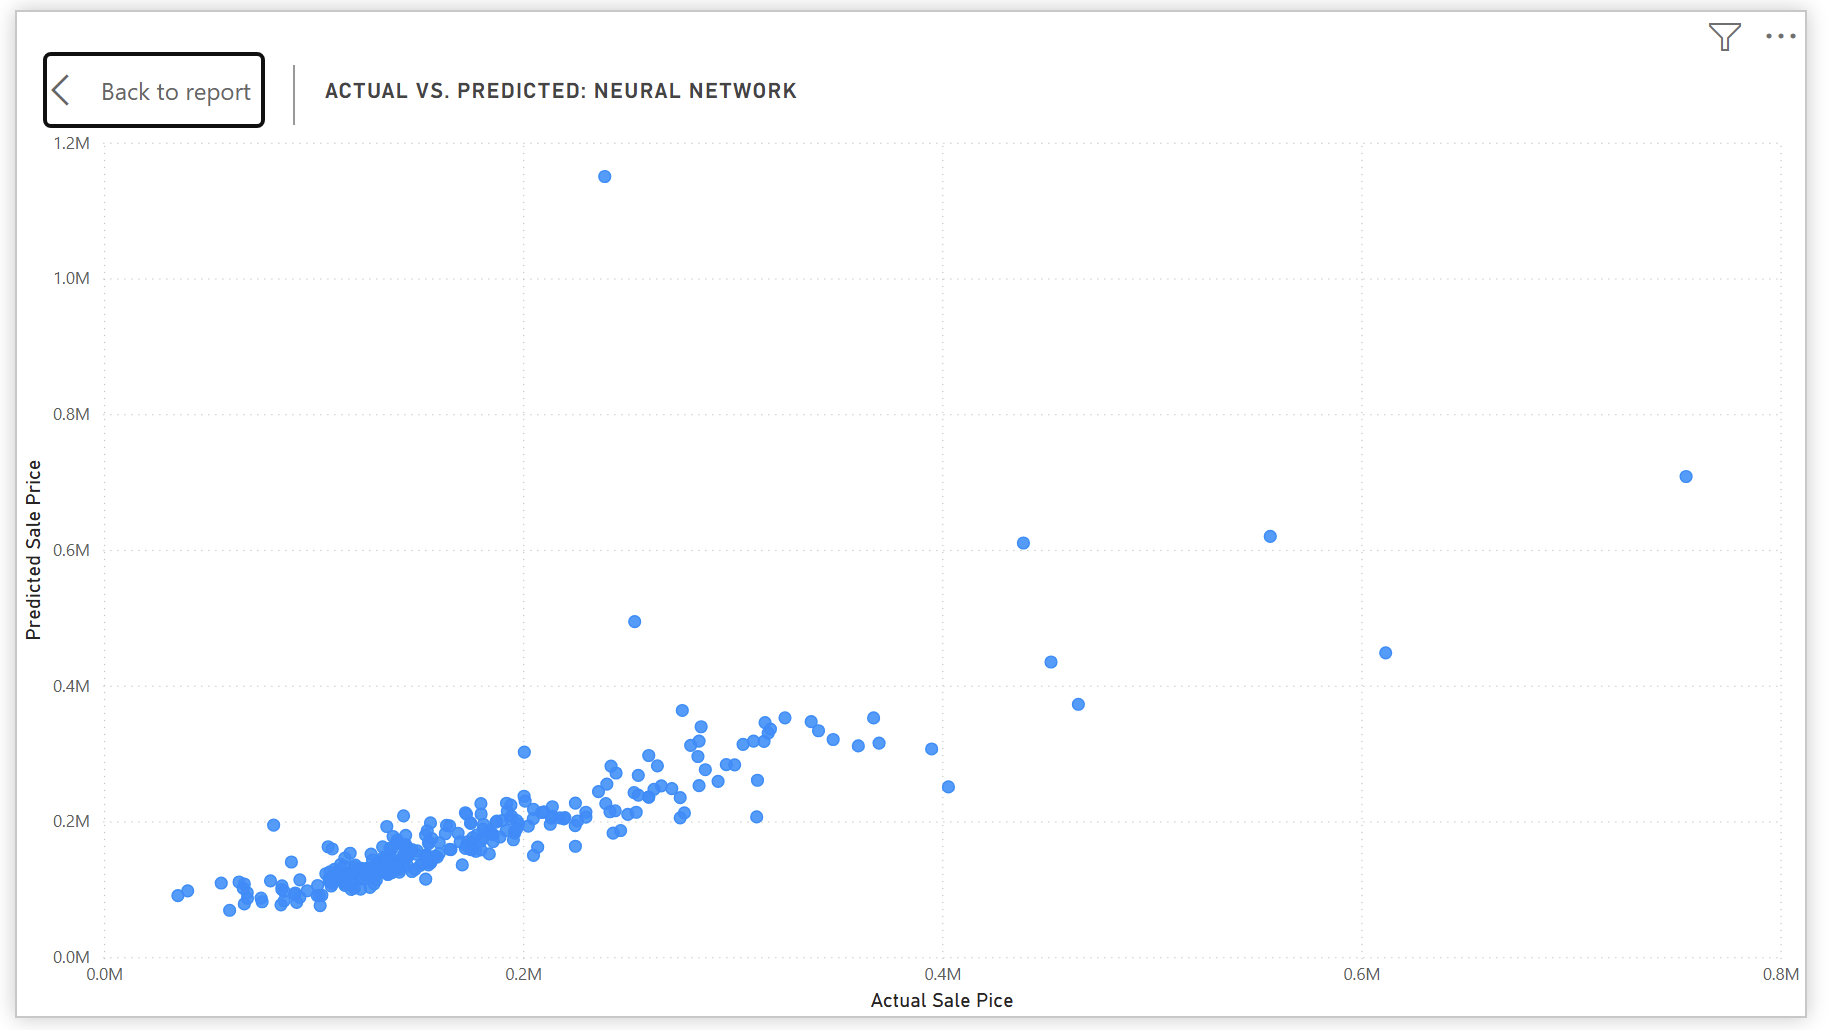 Back to report
ACTUAL VS. PREDICTED: NEURAL NETWORK
1.2M
1.0M
0.8M
0.6M
0.4M
0.2M
0.0M
Predicted Sale Price
0.0M 0.2M 0.4M 0.6M 0.8M
Actual Sale Pice